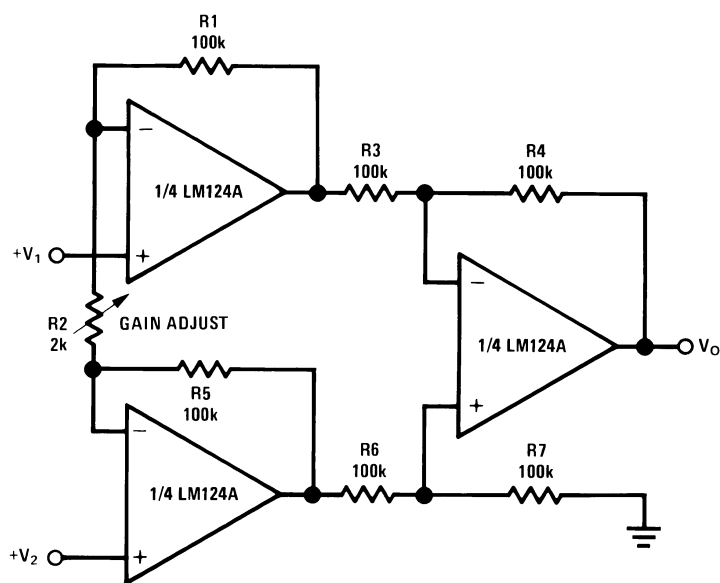 R1
100k
1/4 LM124A
+V1
R3
100k
R4
100k
R2
2k
GAIN ADJUST
1/4 LM124A
VO
R5
100k
1/4 LM124A
R6
100k
R7
100k
+V2